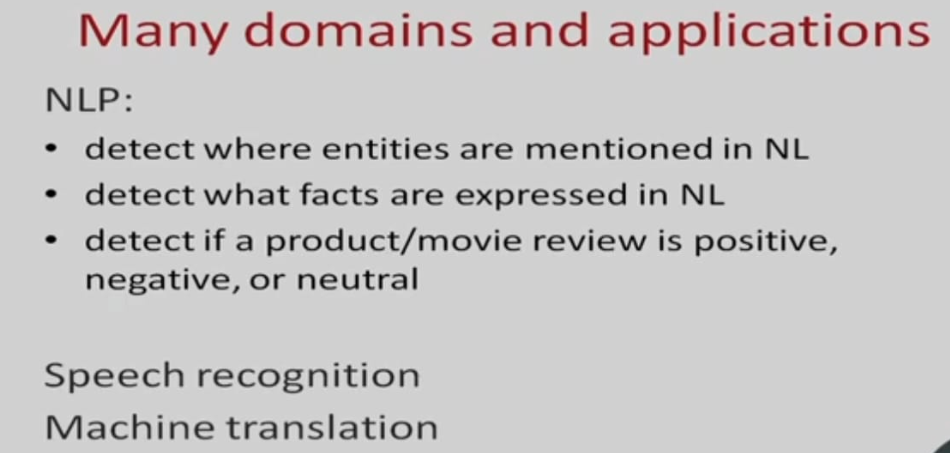 Many domains and applications
NLP:
• detect where entities are mentioned in NL
• detect what facts are expressed in NL
• detect if a product/movie review is positive,
negative, or neutral
Speech recognition
Machine translation